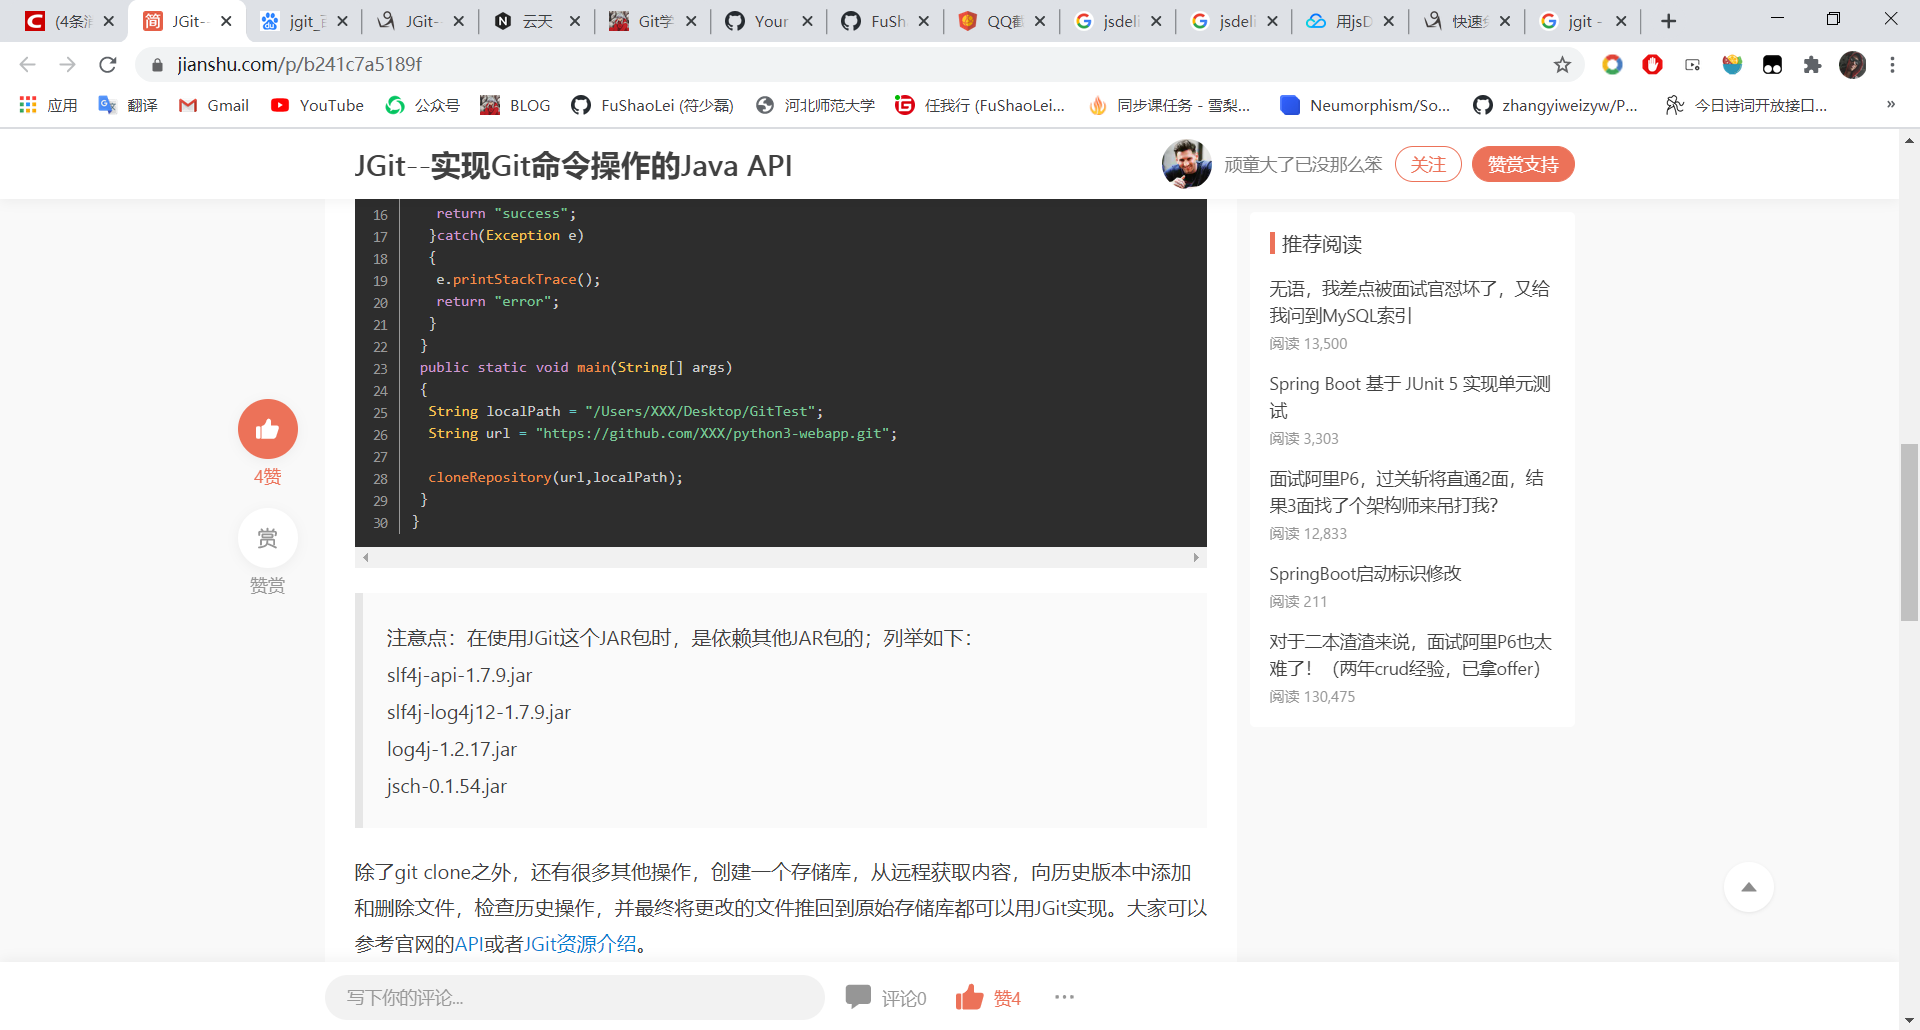 (4条消
JGit--
jgit_百
JGit--
云天
Git学
Your
FuSh
QQ截
jsdeli
jsdeli
用jsD
快速
jgit -
jianshu.com/p/b241c7a5189f
应用
翻译
Gmail
YouTube
公众号
BLOG
FuShaoLei (符少磊)
河北师范大学
任我行 (FuShaoLei...
同步课任务 - 雪梨...
Neumorphism/So...
zhangyiweizyw/P...
今日诗词开放接口...
»
JGit--实现Git命令操作的Java API
顽童大了已没那么笨
关注
赞赏支持
16 return "success";
17 }catch(Exception e)
18 {
19 e.printStackTrace();
20 return "error";
21 }
22 }
23 public static void main(String[] args)
24 {
25 String localPath = "/Users/XXX/Desktop/GitTest";
26 String url = "https://github.com/XXX/python3-webapp.git";
27
28 cloneRepository(url,localPath);
29 }
30 }
4赞
赏
赞赏
注意点：在使用JGit这个JAR包时，是依赖其他JAR包的；列举如下：
slf4j-api-1.7.9.jar
slf4j-log4j12-1.7.9.jar
log4j-1.2.17.jar
jsch-0.1.54.jar
除了git clone之外，还有很多其他操作，创建一个存储库，从远程获取内容，向历史版本中添加
和删除文件，检查历史操作，并最终将更改的文件推回到原始存储库都可以用JGit实现。大家可以
参考官网的API或者JGit资源介绍。
推荐阅读
无语，我差点被面试官怼坏了，又给
我问到MySQL索引
阅读 13,500
Spring Boot 基于 JUnit 5 实现单元测
试
阅读 3,303
面试阿里P6，过关斩将直通2面，结
果3面找了个架构师来吊打我？
阅读 12,833
SpringBoot启动标识修改
阅读 211
对于二本渣渣来说，面试阿里P6也太
难了！（两年crud经验，已拿offer）
阅读 130,475
写下你的评论...
评论0
赞4